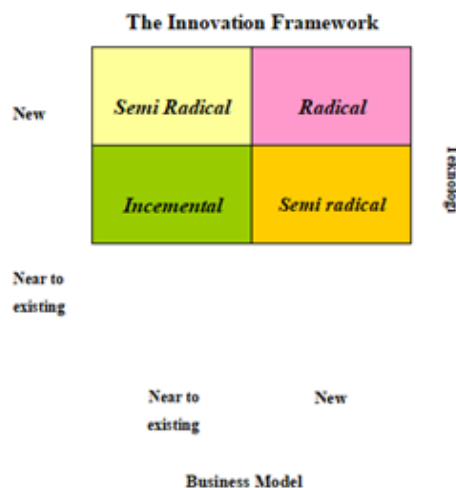 The Innovation Framework
New
Semi Radical
Radical
Teknologi
Incemental
Semi radical
Near to
existing
Near to
existing
New
Business Model